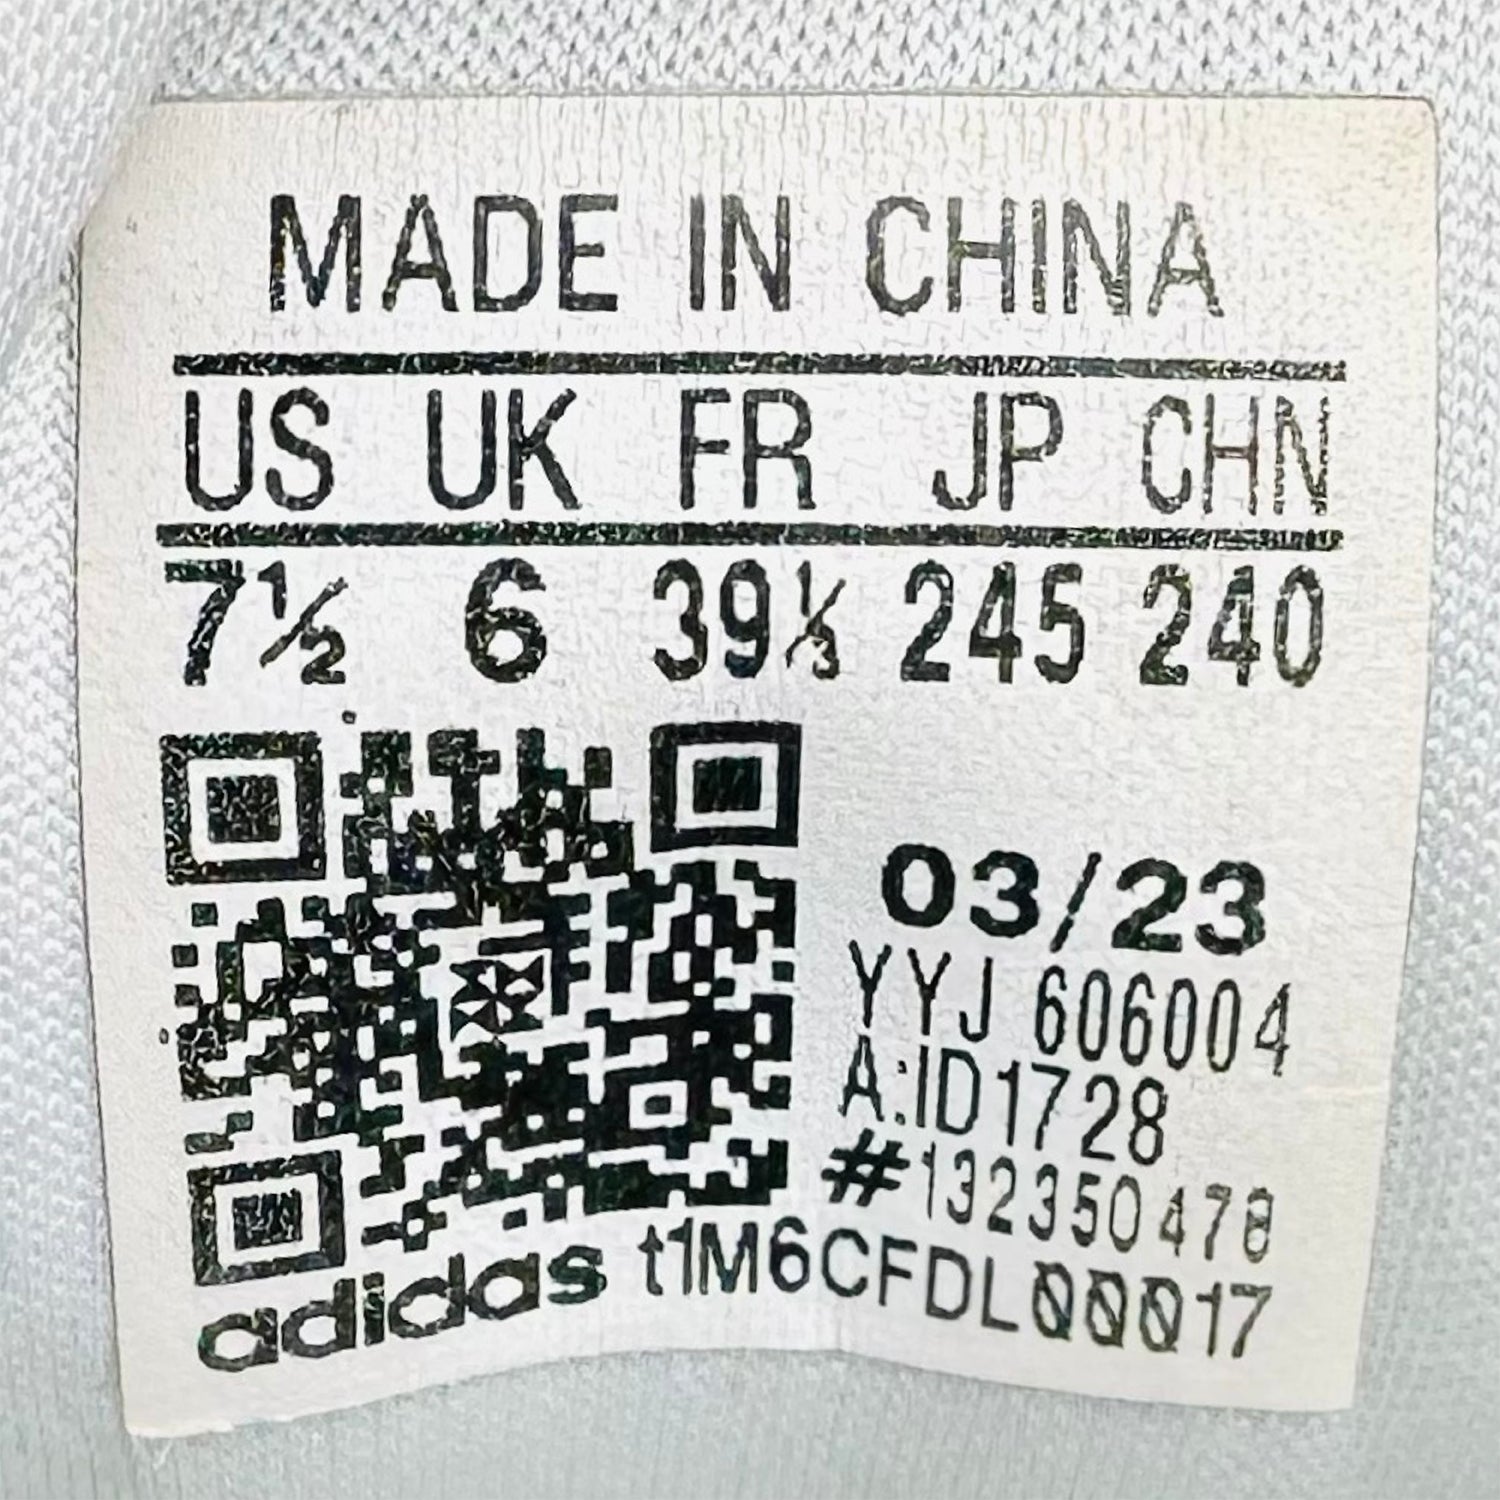 MADE IN CHINA
US UK FR JP CHN
7½ 6 39⅓ 245 240
03/23
YYJ 606004
A:ID1728
#132350478
adidas t1M6CFDL00017